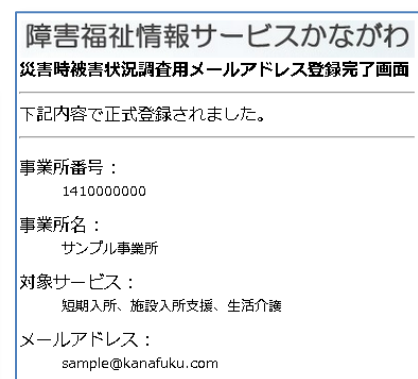 障害福祉情報サービスかながわ
災害時被害状況調査用メールアドレス登録完了画面
下記内容で正式登録されました。
事業所番号：
1410000000
事業所名：
サンプル事業所
対象サービス：
短期入所、施設入所支援、生活介護
メールアドレス：
sample@kanafuku.com